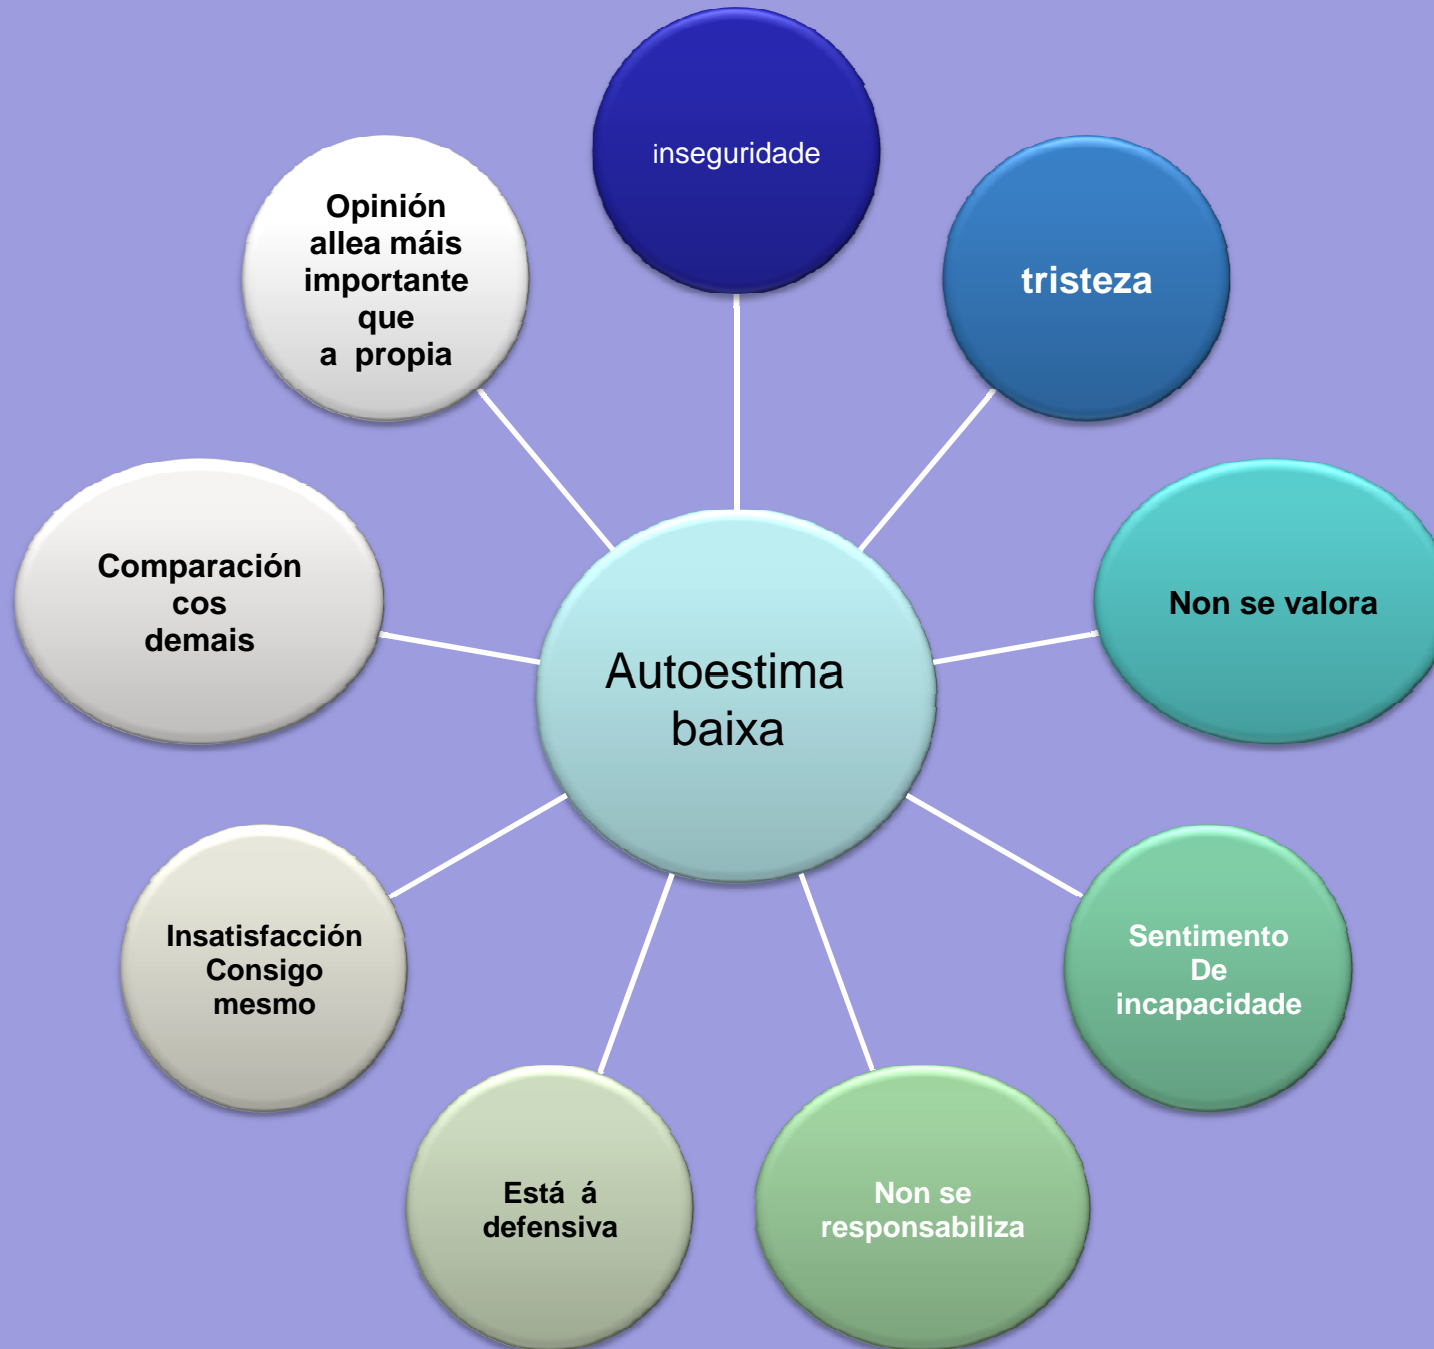 inseguridade
tristeza
Non se valora
Sentimento
De
incapacidade
Non se
responsabiliza
Está á
defensiva
Insatisfacción
Consigo
mesmo
Comparación
cos
demais
Opinión
allea máis
importante
que
a propia
Autoestima
baixa